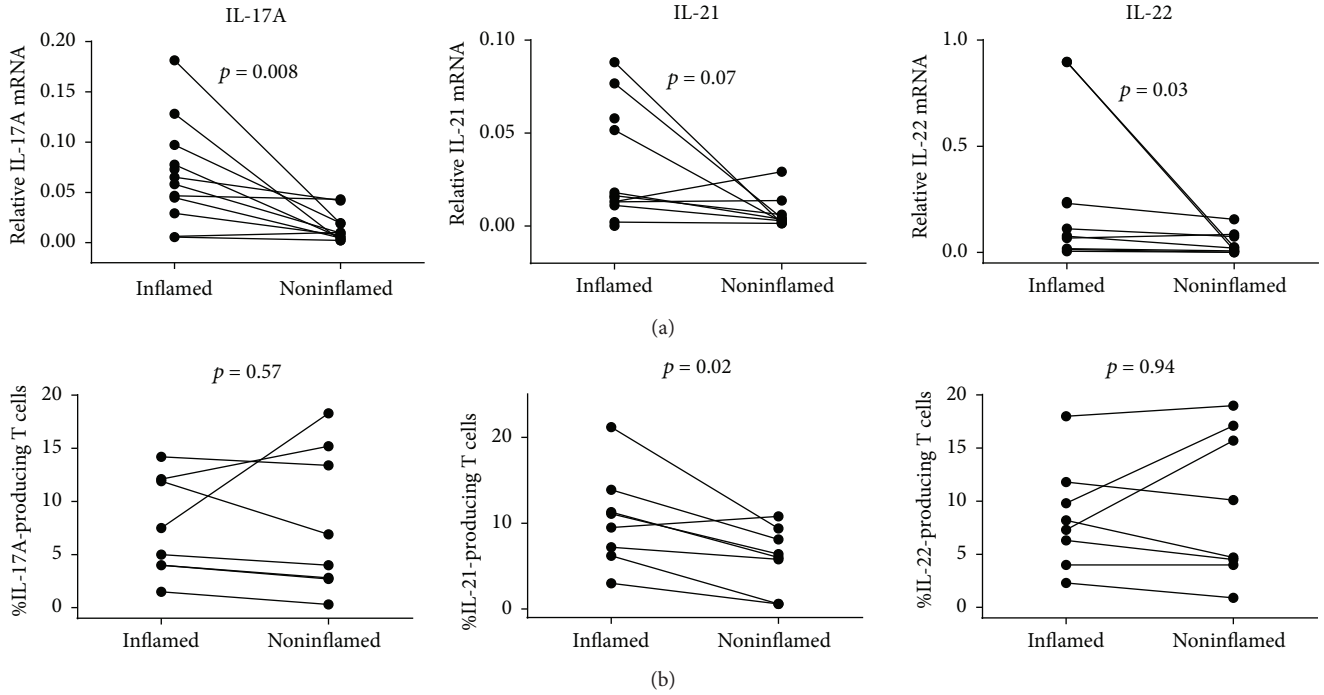 IL-17A
Relative IL-17A mRNA
0.20
0.15
0.10
0.05
0.00
p = 0.008
Inflamed
Noninflamed
IL-21
Relative IL-21 mRNA
0.10
0.05
0.00
p = 0.07
Inflamed
Noninflamed
IL-22
Relative IL-22 mRNA
1.0
0.5
0.0
p = 0.03
Inflamed
Noninflamed
(a)
p = 0.57
%IL-17A-producing T cells
20
15
10
5
0
Inflamed
Noninflamed
p = 0.02
%IL-21-producing T cells
20
10
0
Inflamed
Noninflamed
p = 0.94
%IL-22-producing T cells
20
15
10
5
0
Inflamed
Noninflamed
(b)